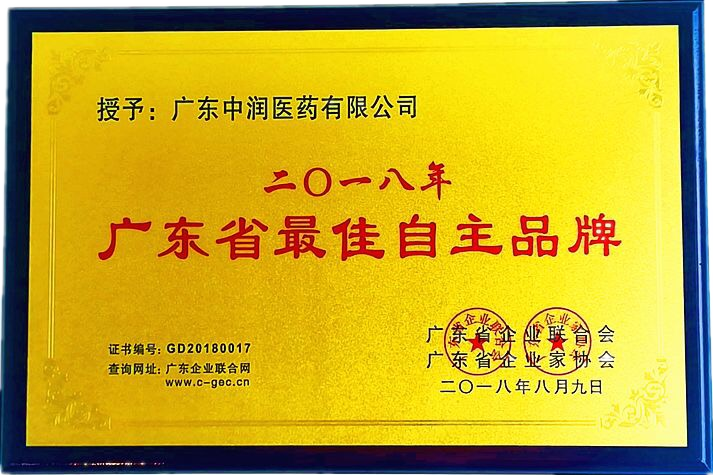 授予：广东中润医药有限公司
二〇一八年
广东省最佳自主品牌
证书编号：GD20180017
查询网址：广东企业联合网
www.c-gec.cn
广东省企业联合会
广东省企业家协会
二〇一八年八月九日